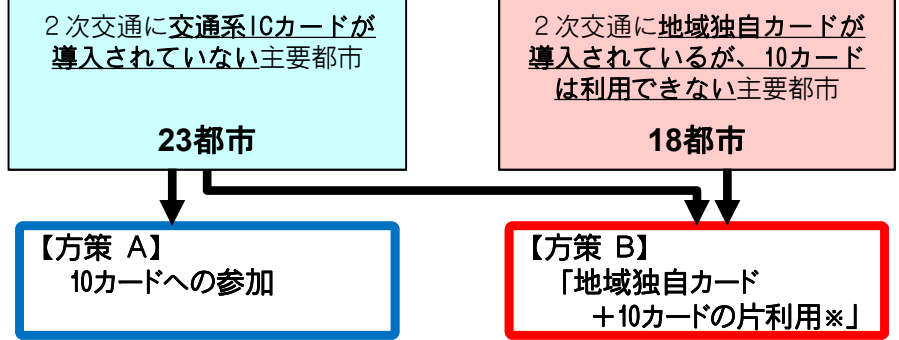 ２次交通に交通系ICカードが
導入されていない主要都市
23都市
２次交通に地域独自カードが
導入されているが、10カード
は利用できない主要都市
18都市
【方策 A】
10カードへの参加
【方策 B】
「地域独自カード
＋10カードの片利用※」